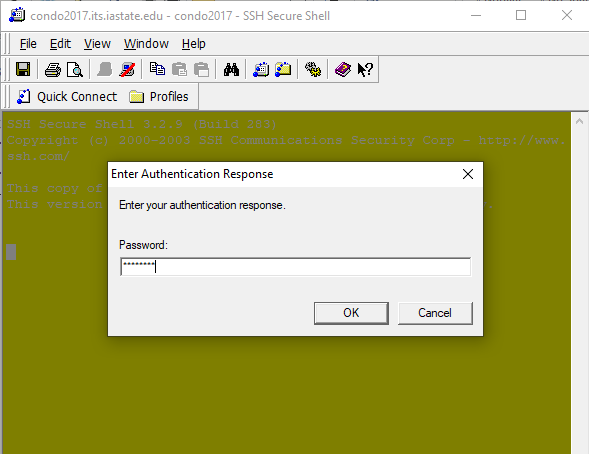 condo2017.its.iastate.edu - condo2017 - SSH Secure Shell
File Edit View Window Help
Quick Connect Profiles
SSH Secure Shell 3.2.9 (Build 283)
Copyright (c) 2000-2003 SSH Communications Security Corp - http://www.
ssh.com/
Enter Authentication Response
This copy of
Enter your authentication response.
This version
Password:
********
OK Cancel